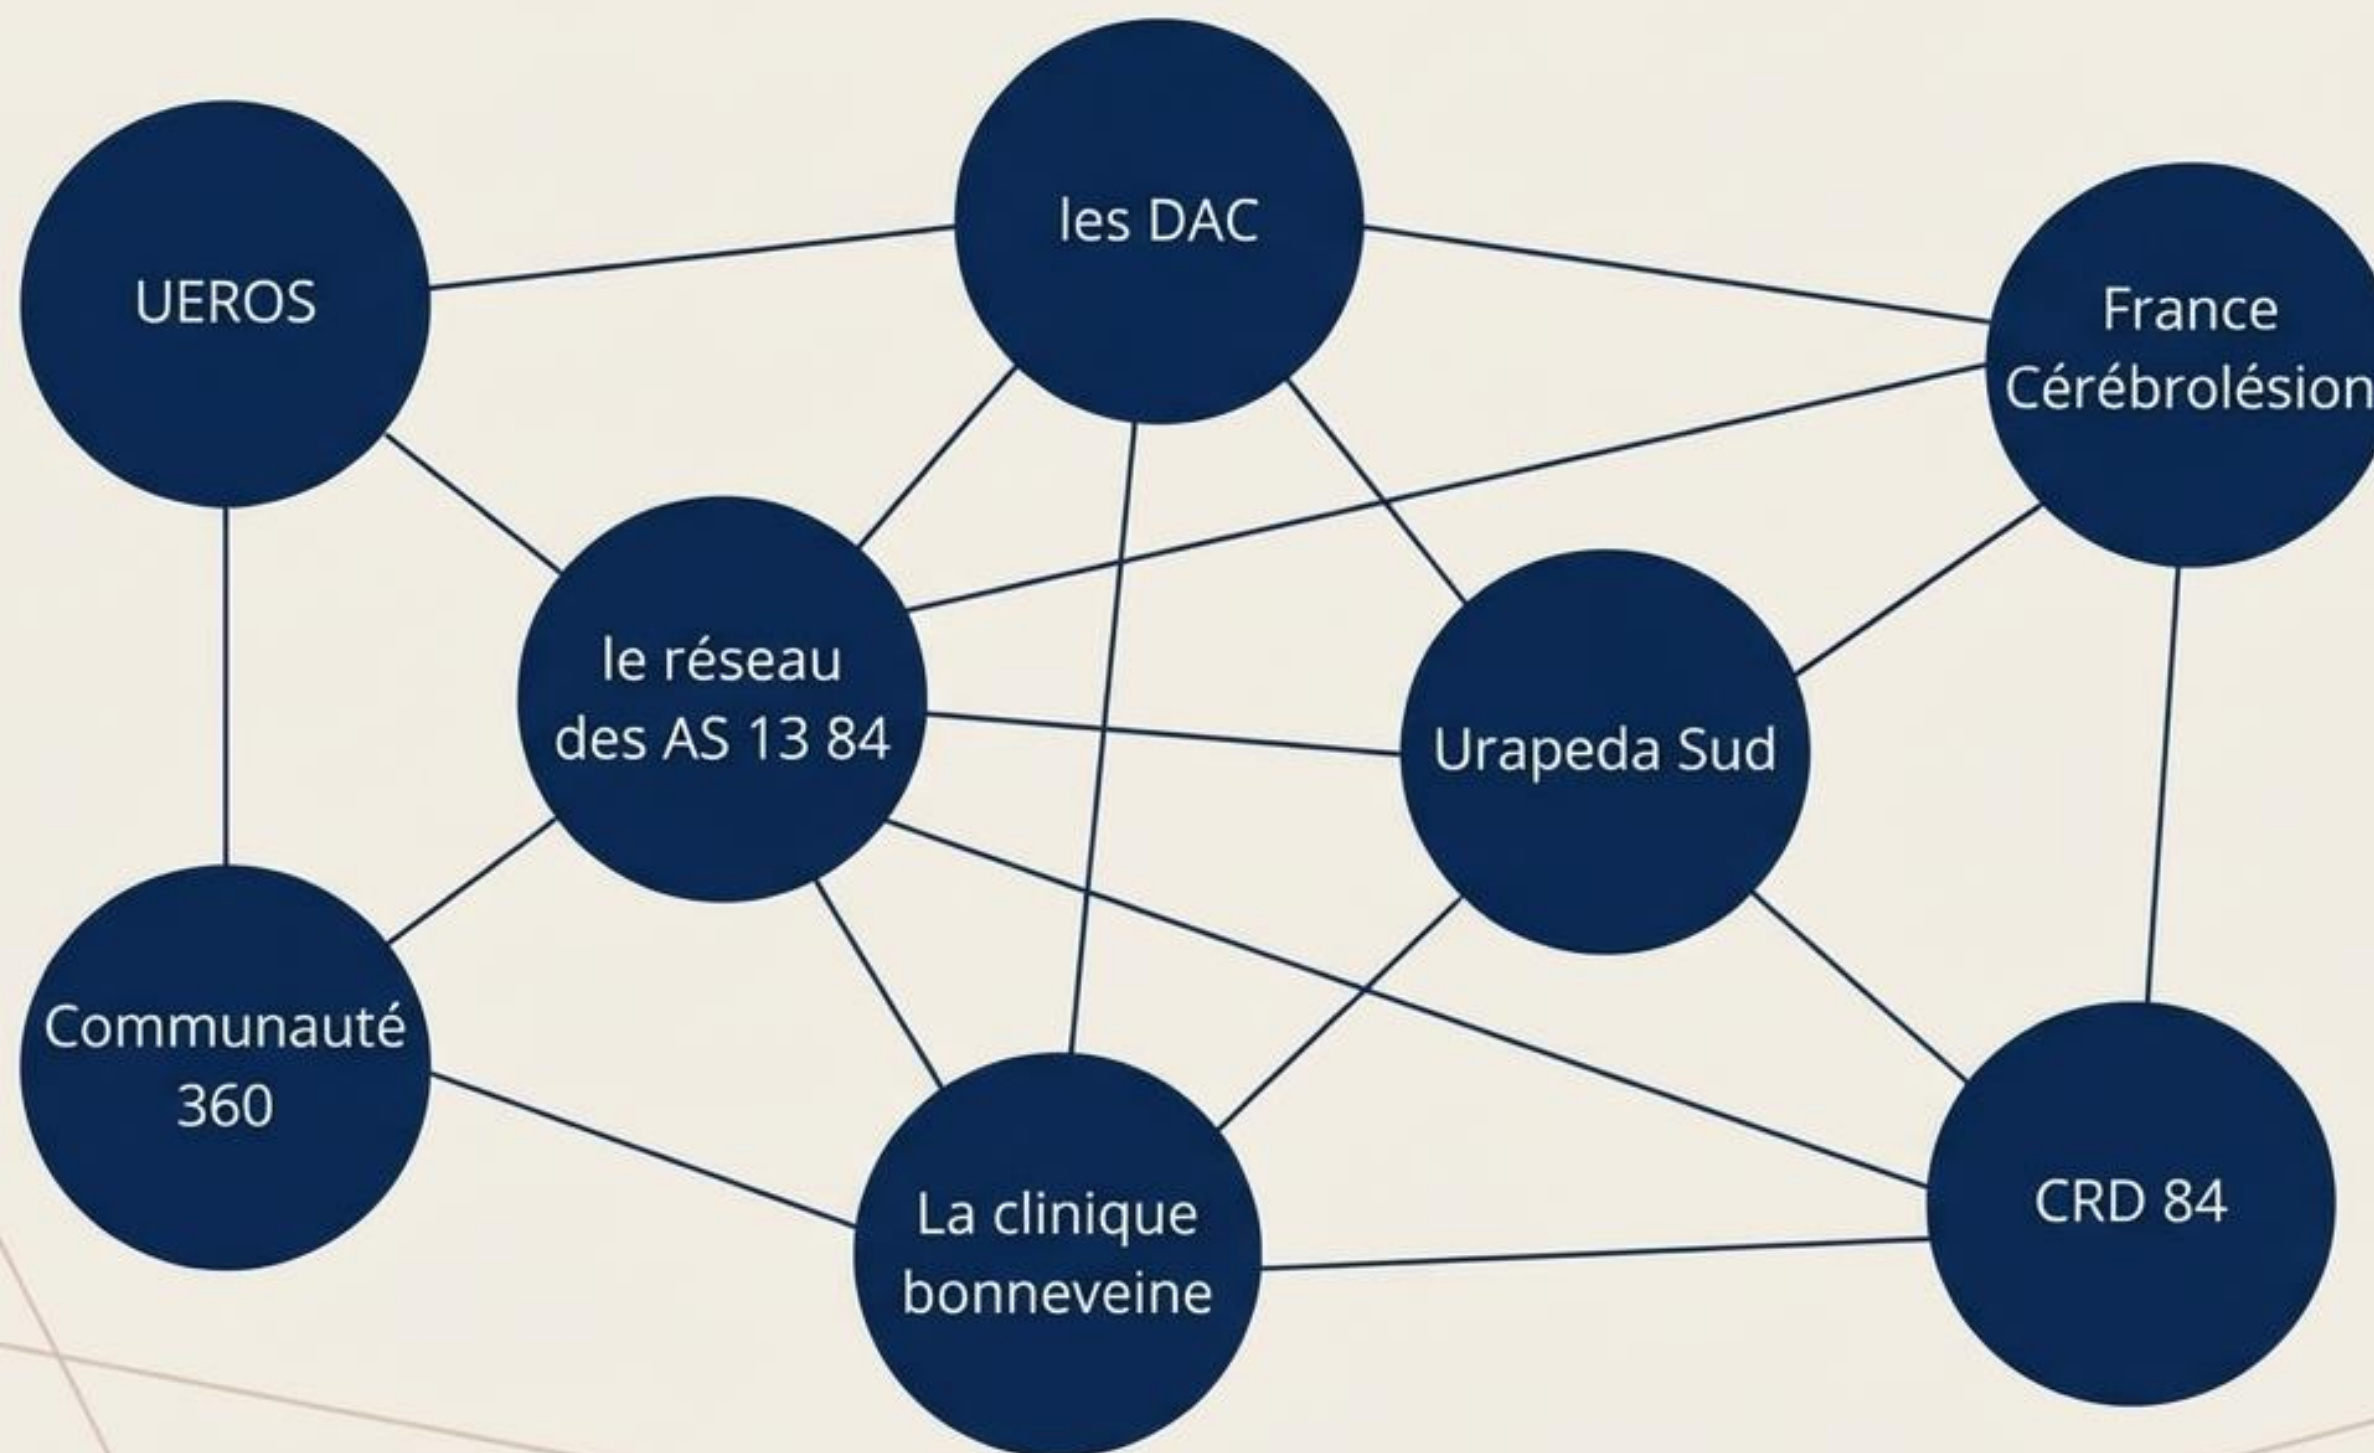 les DAC
UEROS
France
Cérébrolésion
le réseau
des AS 13 84
Urapeda Sud
Communauté
360
La clinique
bonneveine
CRD 84